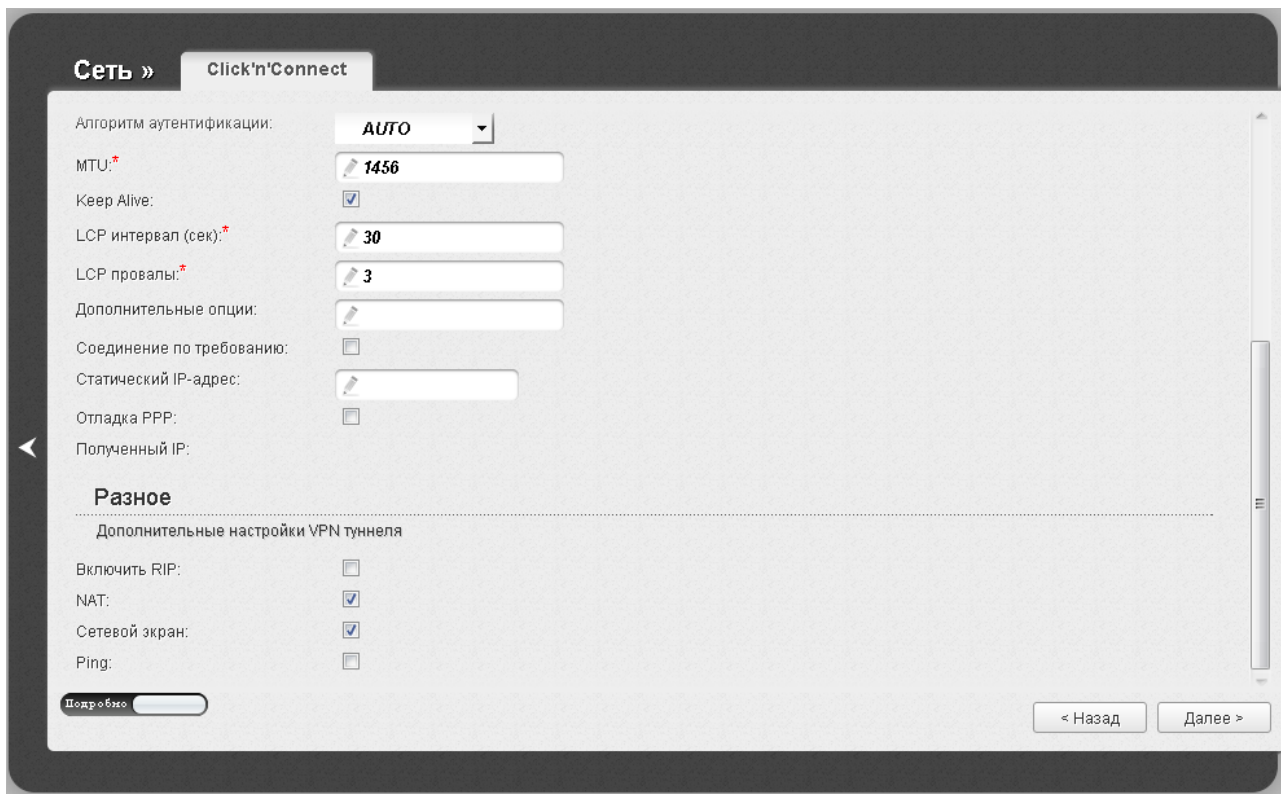 Сеть »
Click'n'Connect
Алгоритм аутентификации: AUTO
MTU:* 1456
Keep Alive:
LCP интервал (сек):* 30
LCP провалы:* 3
Дополнительные опции:
Соединение по требованию:
Статический IP-адрес:
Отладка PPP:
Полученный IP:
Разное
Дополнительные настройки VPN туннеля
Включить RIP:
NAT:
Сетевой экран:
Ping:
Подробно
< Назад
Далее >